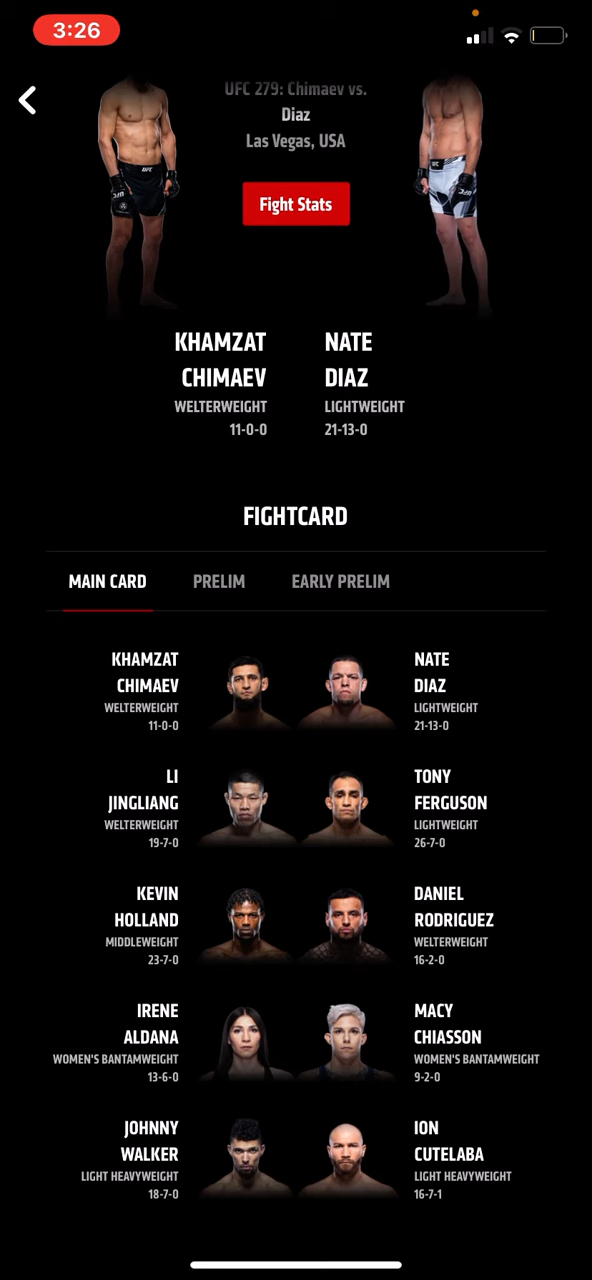 3:26
UFC 279: Chimaev vs.
Diaz
Las Vegas, USA
Fight Stats
KHAMZAT
CHIMAEV
WELTERWEIGHT
11-0-0
NATE
DIAZ
LIGHTWEIGHT
21-13-0
FIGHTCARD
MAIN CARD PRELIM EARLY PRELIM
KHAMZAT
CHIMAEV
WELTERWEIGHT
11-0-0
NATE
DIAZ
LIGHTWEIGHT
21-13-0
LI
JINGLIANG
WELTERWEIGHT
19-7-0
TONY
FERGUSON
LIGHTWEIGHT
26-7-0
KEVIN
HOLLAND
MIDDLEWEIGHT
23-7-0
DANIEL
RODRIGUEZ
WELTERWEIGHT
16-2-0
IRENE
ALDANA
WOMEN'S BANTAMWEIGHT
13-6-0
MACY
CHIASSON
WOMEN'S BANTAMWEIGHT
9-2-0
JOHNNY
WALKER
LIGHT HEAVYWEIGHT
18-7-0
ION
CUTELABA
LIGHT HEAVYWEIGHT
16-7-1